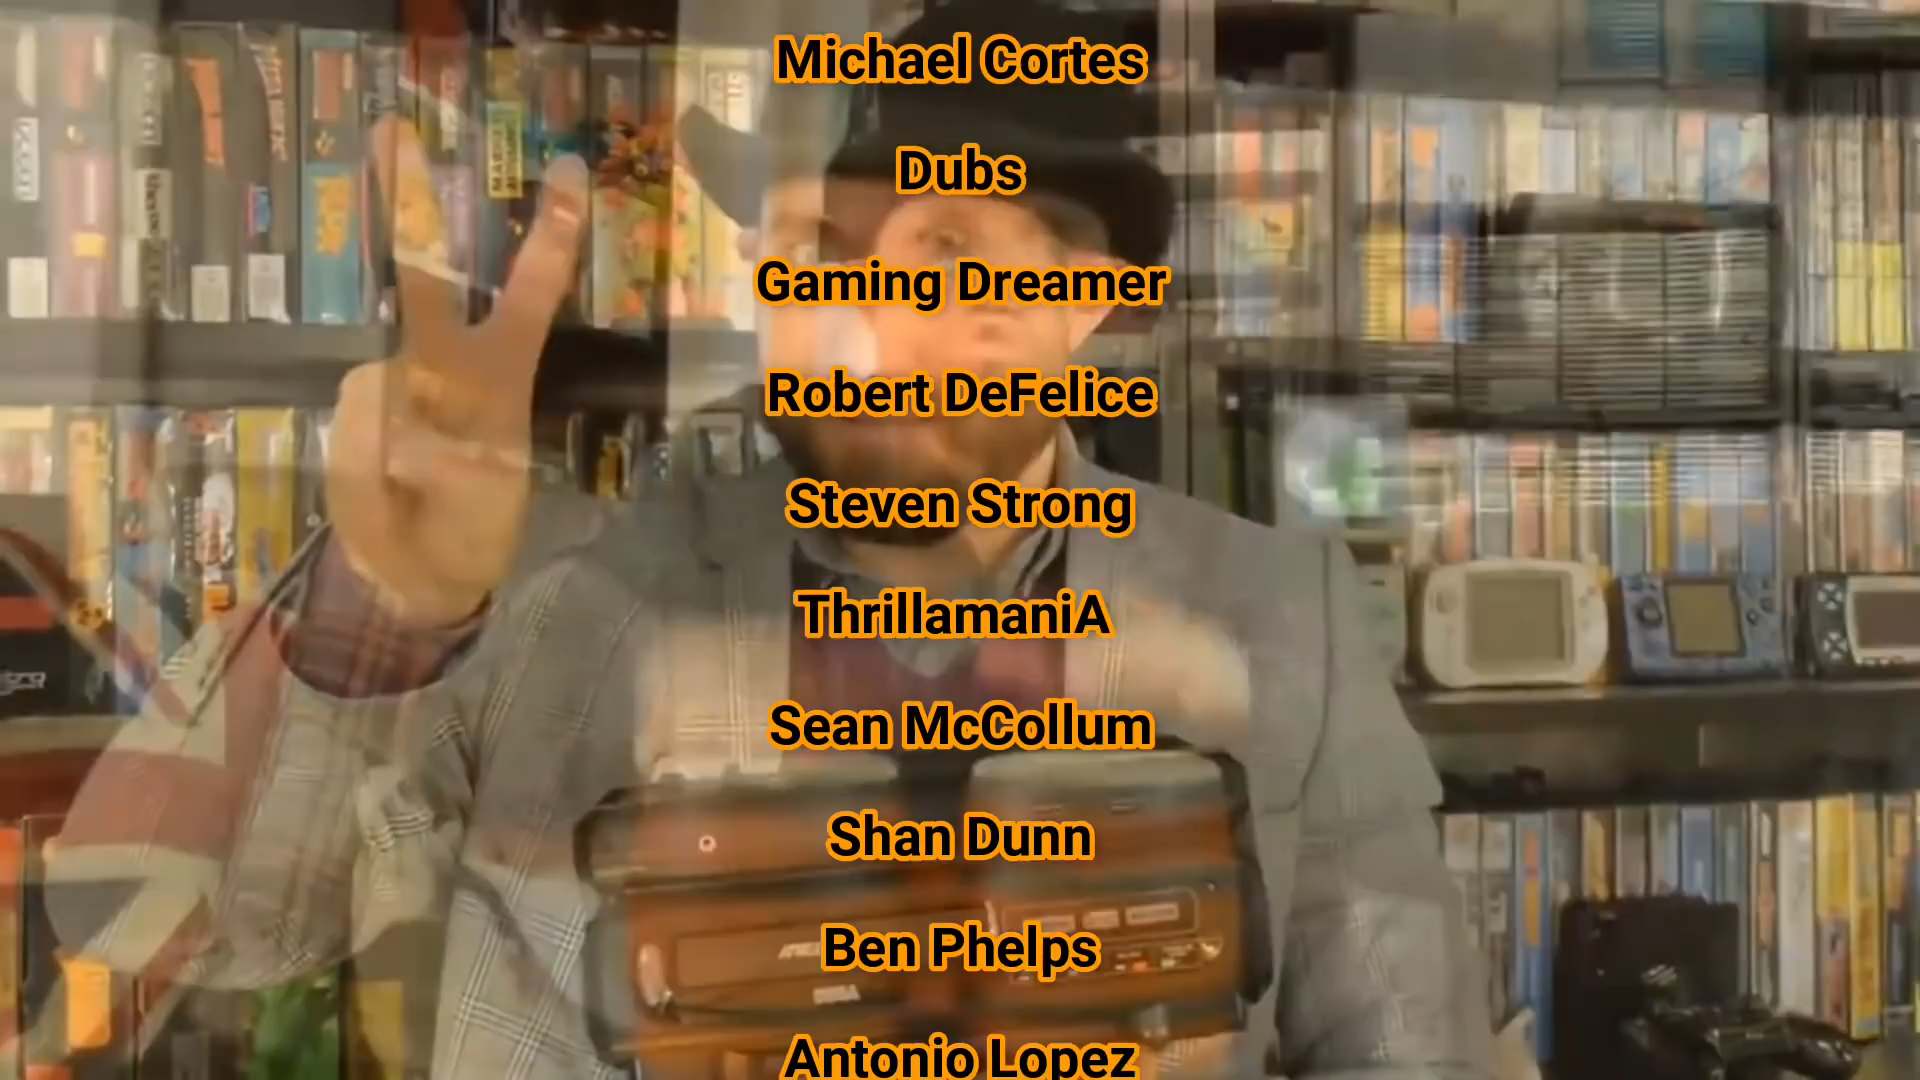 Michael Cortes
Dubs
Gaming Dreamer
Robert DeFelice
Steven Strong
ThrillamaniA
Sean McCollum
Shan Dunn
Ben Phelps
Antonio Lopez